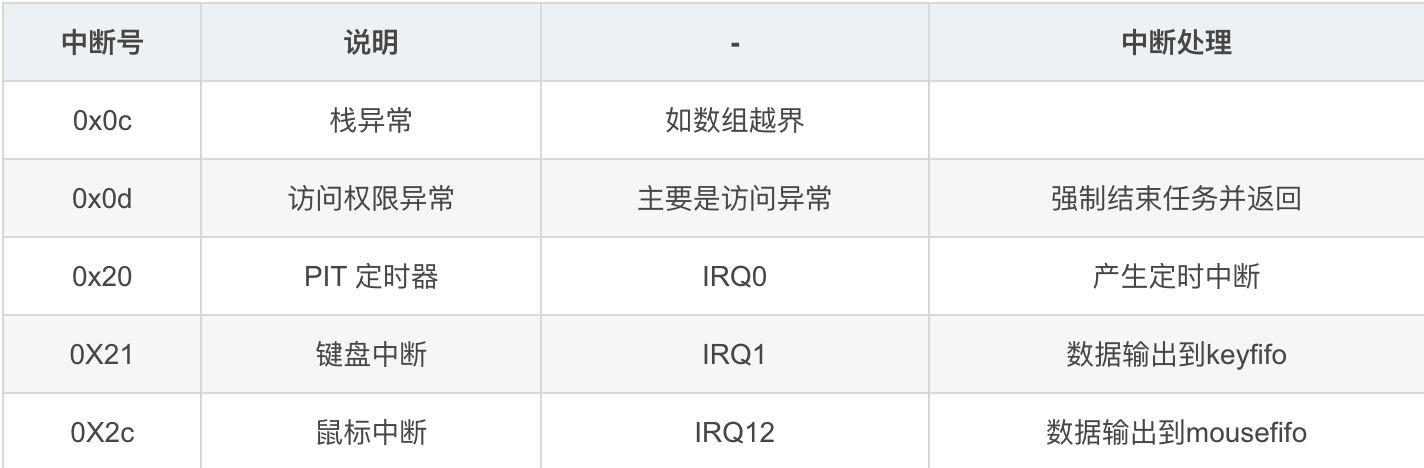 中断号 说明 - 中断处理
0x0c 栈异常 如数组越界
0x0d 访问权限异常 主要是访问异常 强制结束任务并返回
0x20 PIT 定时器 IRQ0 产生定时中断
0X21 键盘中断 IRQ1 数据输出到keyfifo
0X2c 鼠标中断 IRQ12 数据输出到mousefifo